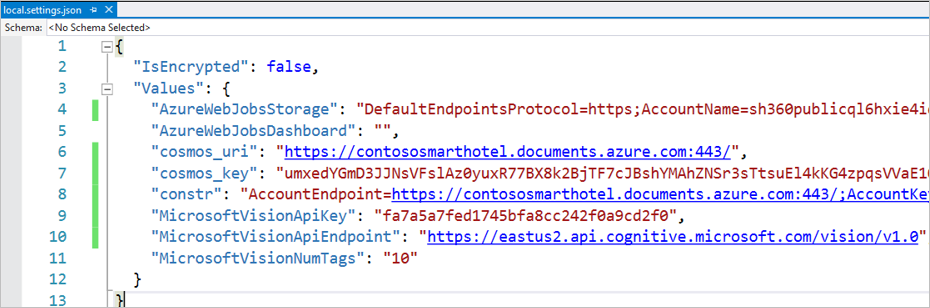 local.settings.json
Schema: <No Schema Selected>
1 {
2 "IsEncrypted": false,
3 "Values": {
4 "AzureWebJobsStorage": "DefaultEndpointsProtocol=https;AccountName=sh360publicql6hxie4i
5 "AzureWebJobsDashboard": "",
6 "cosmos_uri": "https://contososmarthotel.documents.azure.com:443/",
7 "cosmos_key": "umxedYGmD3JJNsVFslAz0yuxR77BX8k2BjTF7cJBshYMAhZNSr3sTtsuEl4kKG4zpqsVVaE1
8 "constr": "AccountEndpoint=https://contososmarthotel.documents.azure.com:443/;AccountKe
9 "MicrosoftVisionApiKey": "fa7a5a7fed1745bfa8cc242f0a9cd2f0",
10 "MicrosoftVisionApiEndpoint": "https://eastus2.api.cognitive.microsoft.com/vision/v1.0"
11 "MicrosoftVisionNumTags": "10"
12 }
13 }